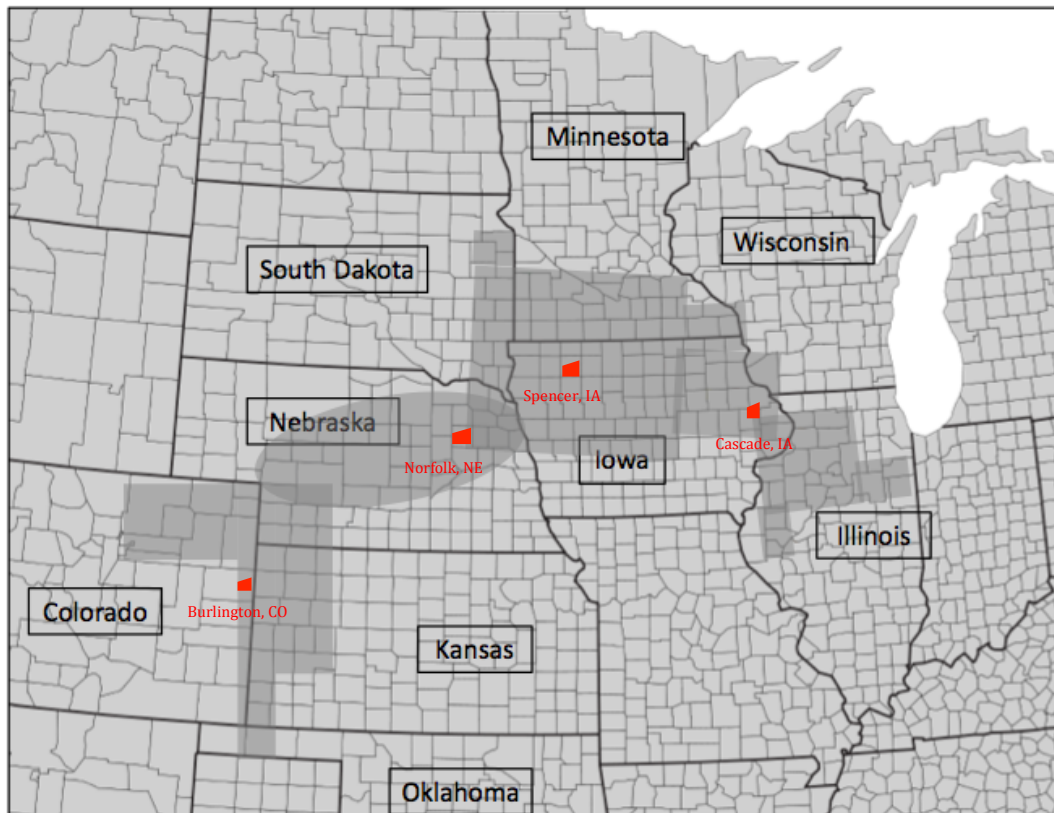 Minnesota
Wisconsin
South Dakota
Spencer, IA
Nebraska
Cascade, IA
Norfolk, NE
Iowa
Illinois
Colorado
Burlington, CO
Kansas
Oklahoma